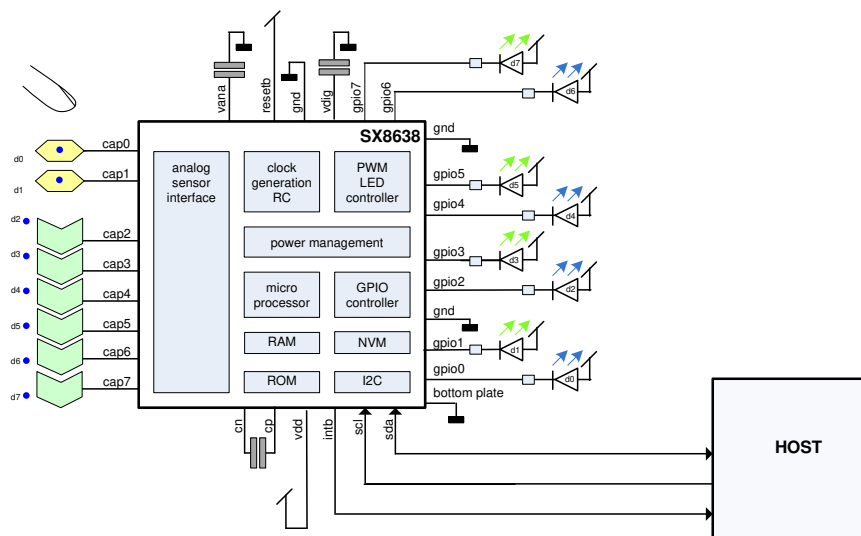 vana
resetb
gnd
vdig
gpio7
gpio6
d7
d6
SX8638
gnd
d0
cap0
d1
cap1
analog
sensor
interface
clock
generation
RC
PWM
LED
controller
gpio5
d5
gpio4
d4
d2
cap2
d3
cap3
d4
cap4
d5
cap5
d6
cap6
d7
cap7
power management
gpio3
d3
gpio2
d2
micro
processor
GPIO
controller
gnd
RAM
NVM
gpio1
d1
ROM
I2C
gpio0
d0
bottom plate
cn
cp
vdd
intb
scl
sda
HOST